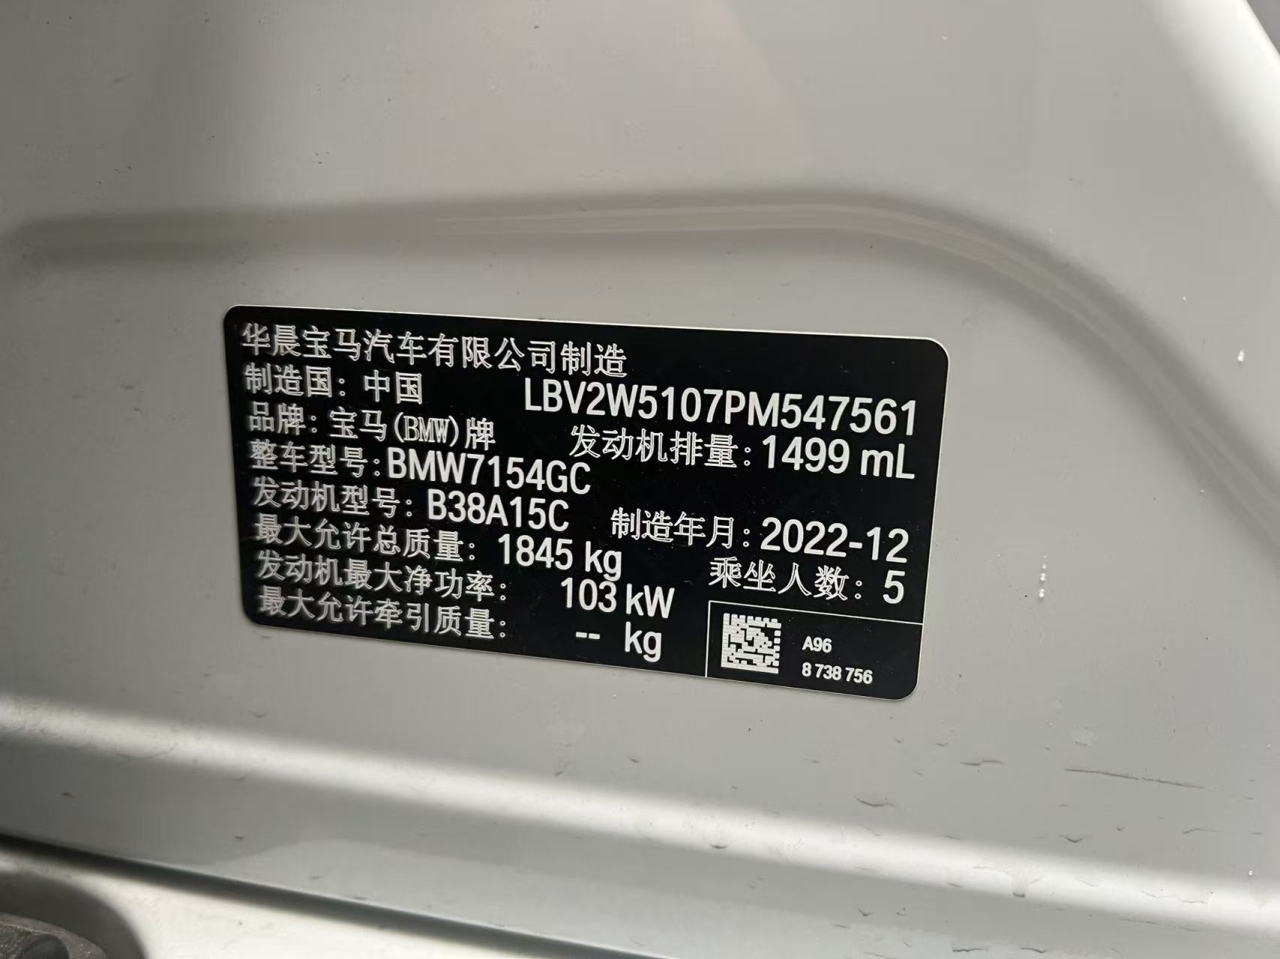 华晨宝马汽车有限公司制造
制造国：中国 LBV2W5107PM547561
品牌：宝马(BMW)牌 发动机排量：1499 mL
整车型号：BMW7154GC
发动机型号：B38A15C 制造年月：2022-12
最大允许总质量：1845 kg 乘坐人数：5
发动机最大净功率：103 kW
最大允许牵引质量：-- kg
A96
8 738 756